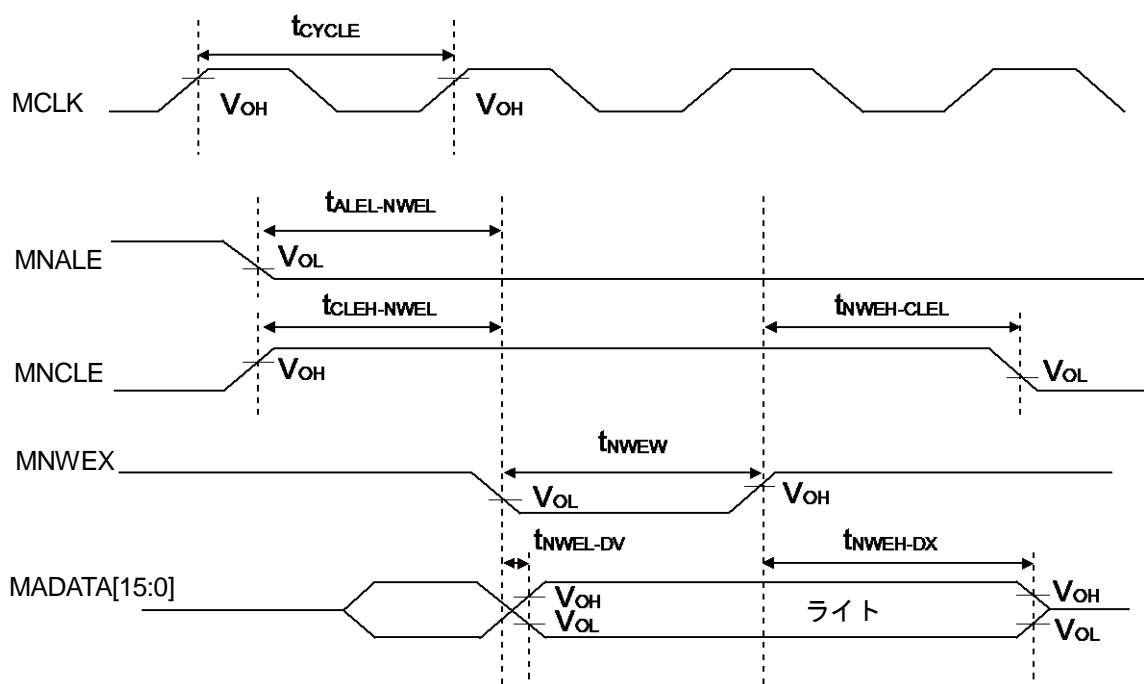 tCYCLE
MCLK
VOH
VOH
tALEL-NWEL
MNALE
VOL
tCLEH-NWEL
tNWEH-CLEL
MNCLE
VOH
VOL
tNWEW
MNWEX
VOL
VOH
tNWEL-DV
tNWEH-DX
MADATA[15:0]
VOH
ライト
VOH
VOL
VOL